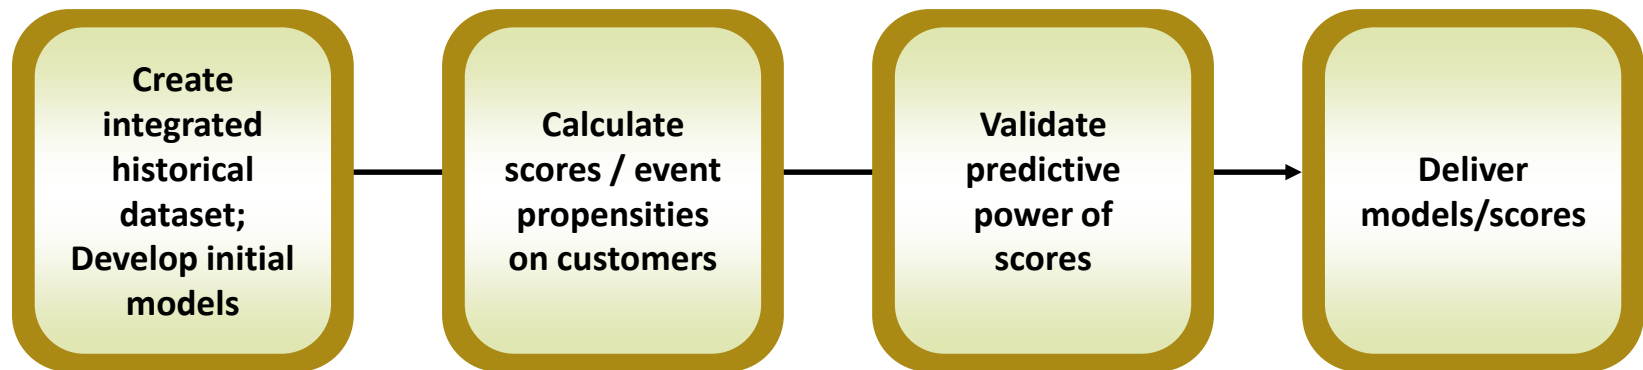 Create
integrated
historical
dataset;
Develop initial
models
Calculate
scores / event
propensities
on customers
Validate
predictive
power of
scores
Deliver
models/scores